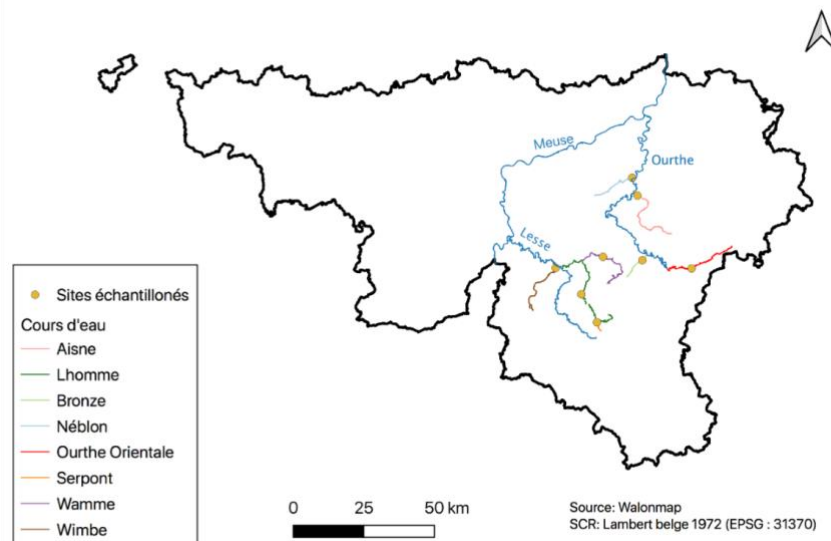 Meuse
Ourthe
Lesse
Sites échantillonés
Cours d'eau
Aisne
Lhomme
Bronze
Néblon
Ourthe Orientale
Serpont
Wamme
Wimbe
0 25 50 km
Source: Walonmap
SCR: Lambert belge 1972 (EPSG : 31370)